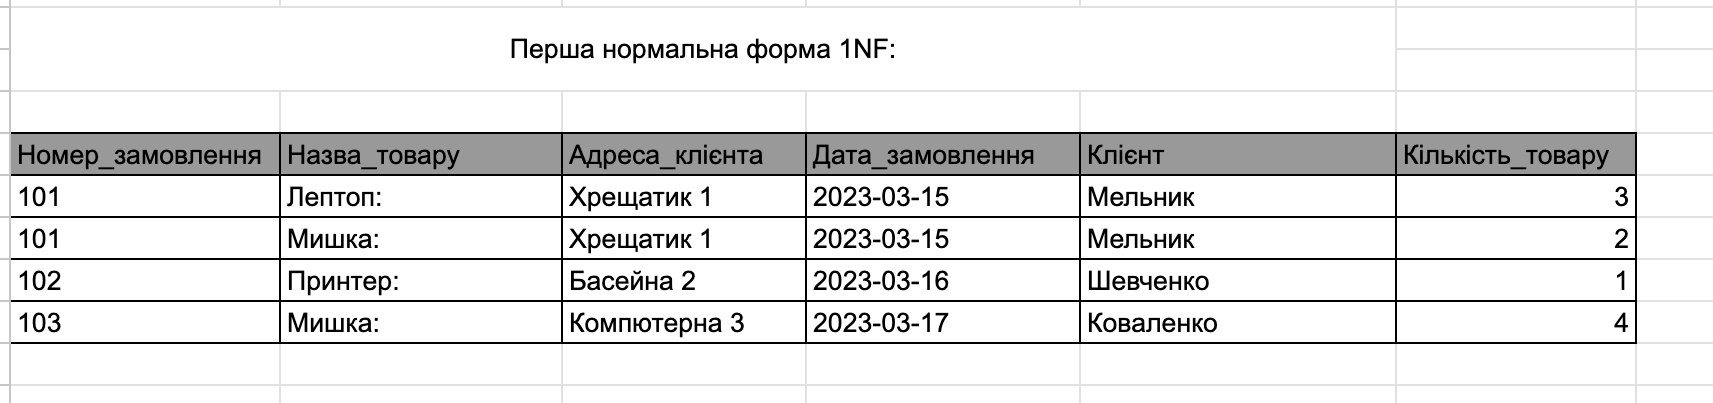 Перша нормальна форма 1NF:
Номер_замовлення Назва_товару Адреса_клієнта Дата_замовлення Клієнт Кількість_товару
101 Лептоп: Хрещатик 1 2023-03-15 Мельник 3
101 Мишка: Хрещатик 1 2023-03-15 Мельник 2
102 Принтер: Басейна 2 2023-03-16 Шевченко 1
103 Мишка: Компютерна 3 2023-03-17 Коваленко 4